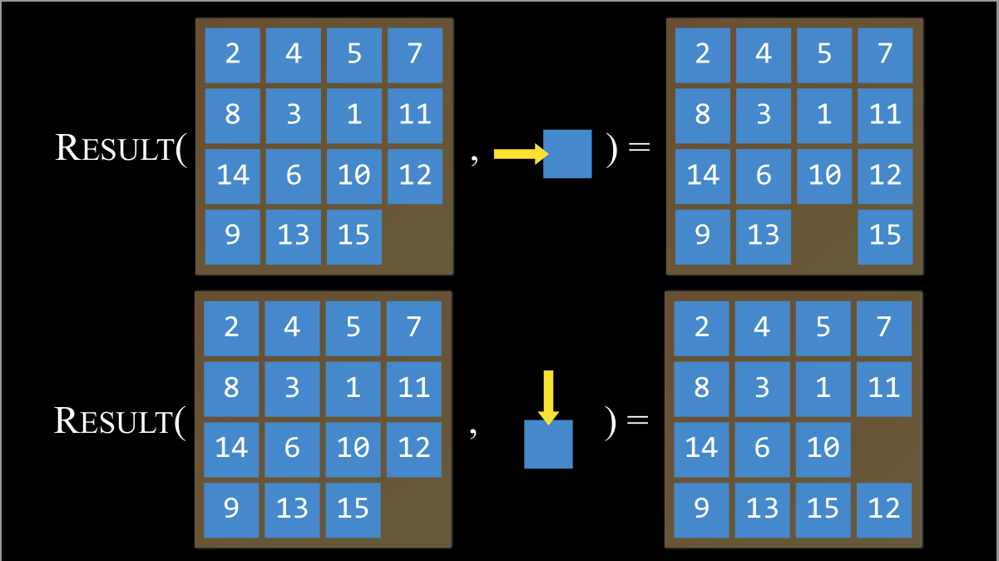 2 4 5 7 2 4 5 7
8 3 1 11 8 3 1 11
RESULT( , ) =
14 6 10 12 14 6 10 12
9 13 15 9 13 15
2 4 5 7 2 4 5 7
8 3 1 11 8 3 1 11
RESULT( , ) =
14 6 10 12 14 6 10
9 13 15 9 13 15 12